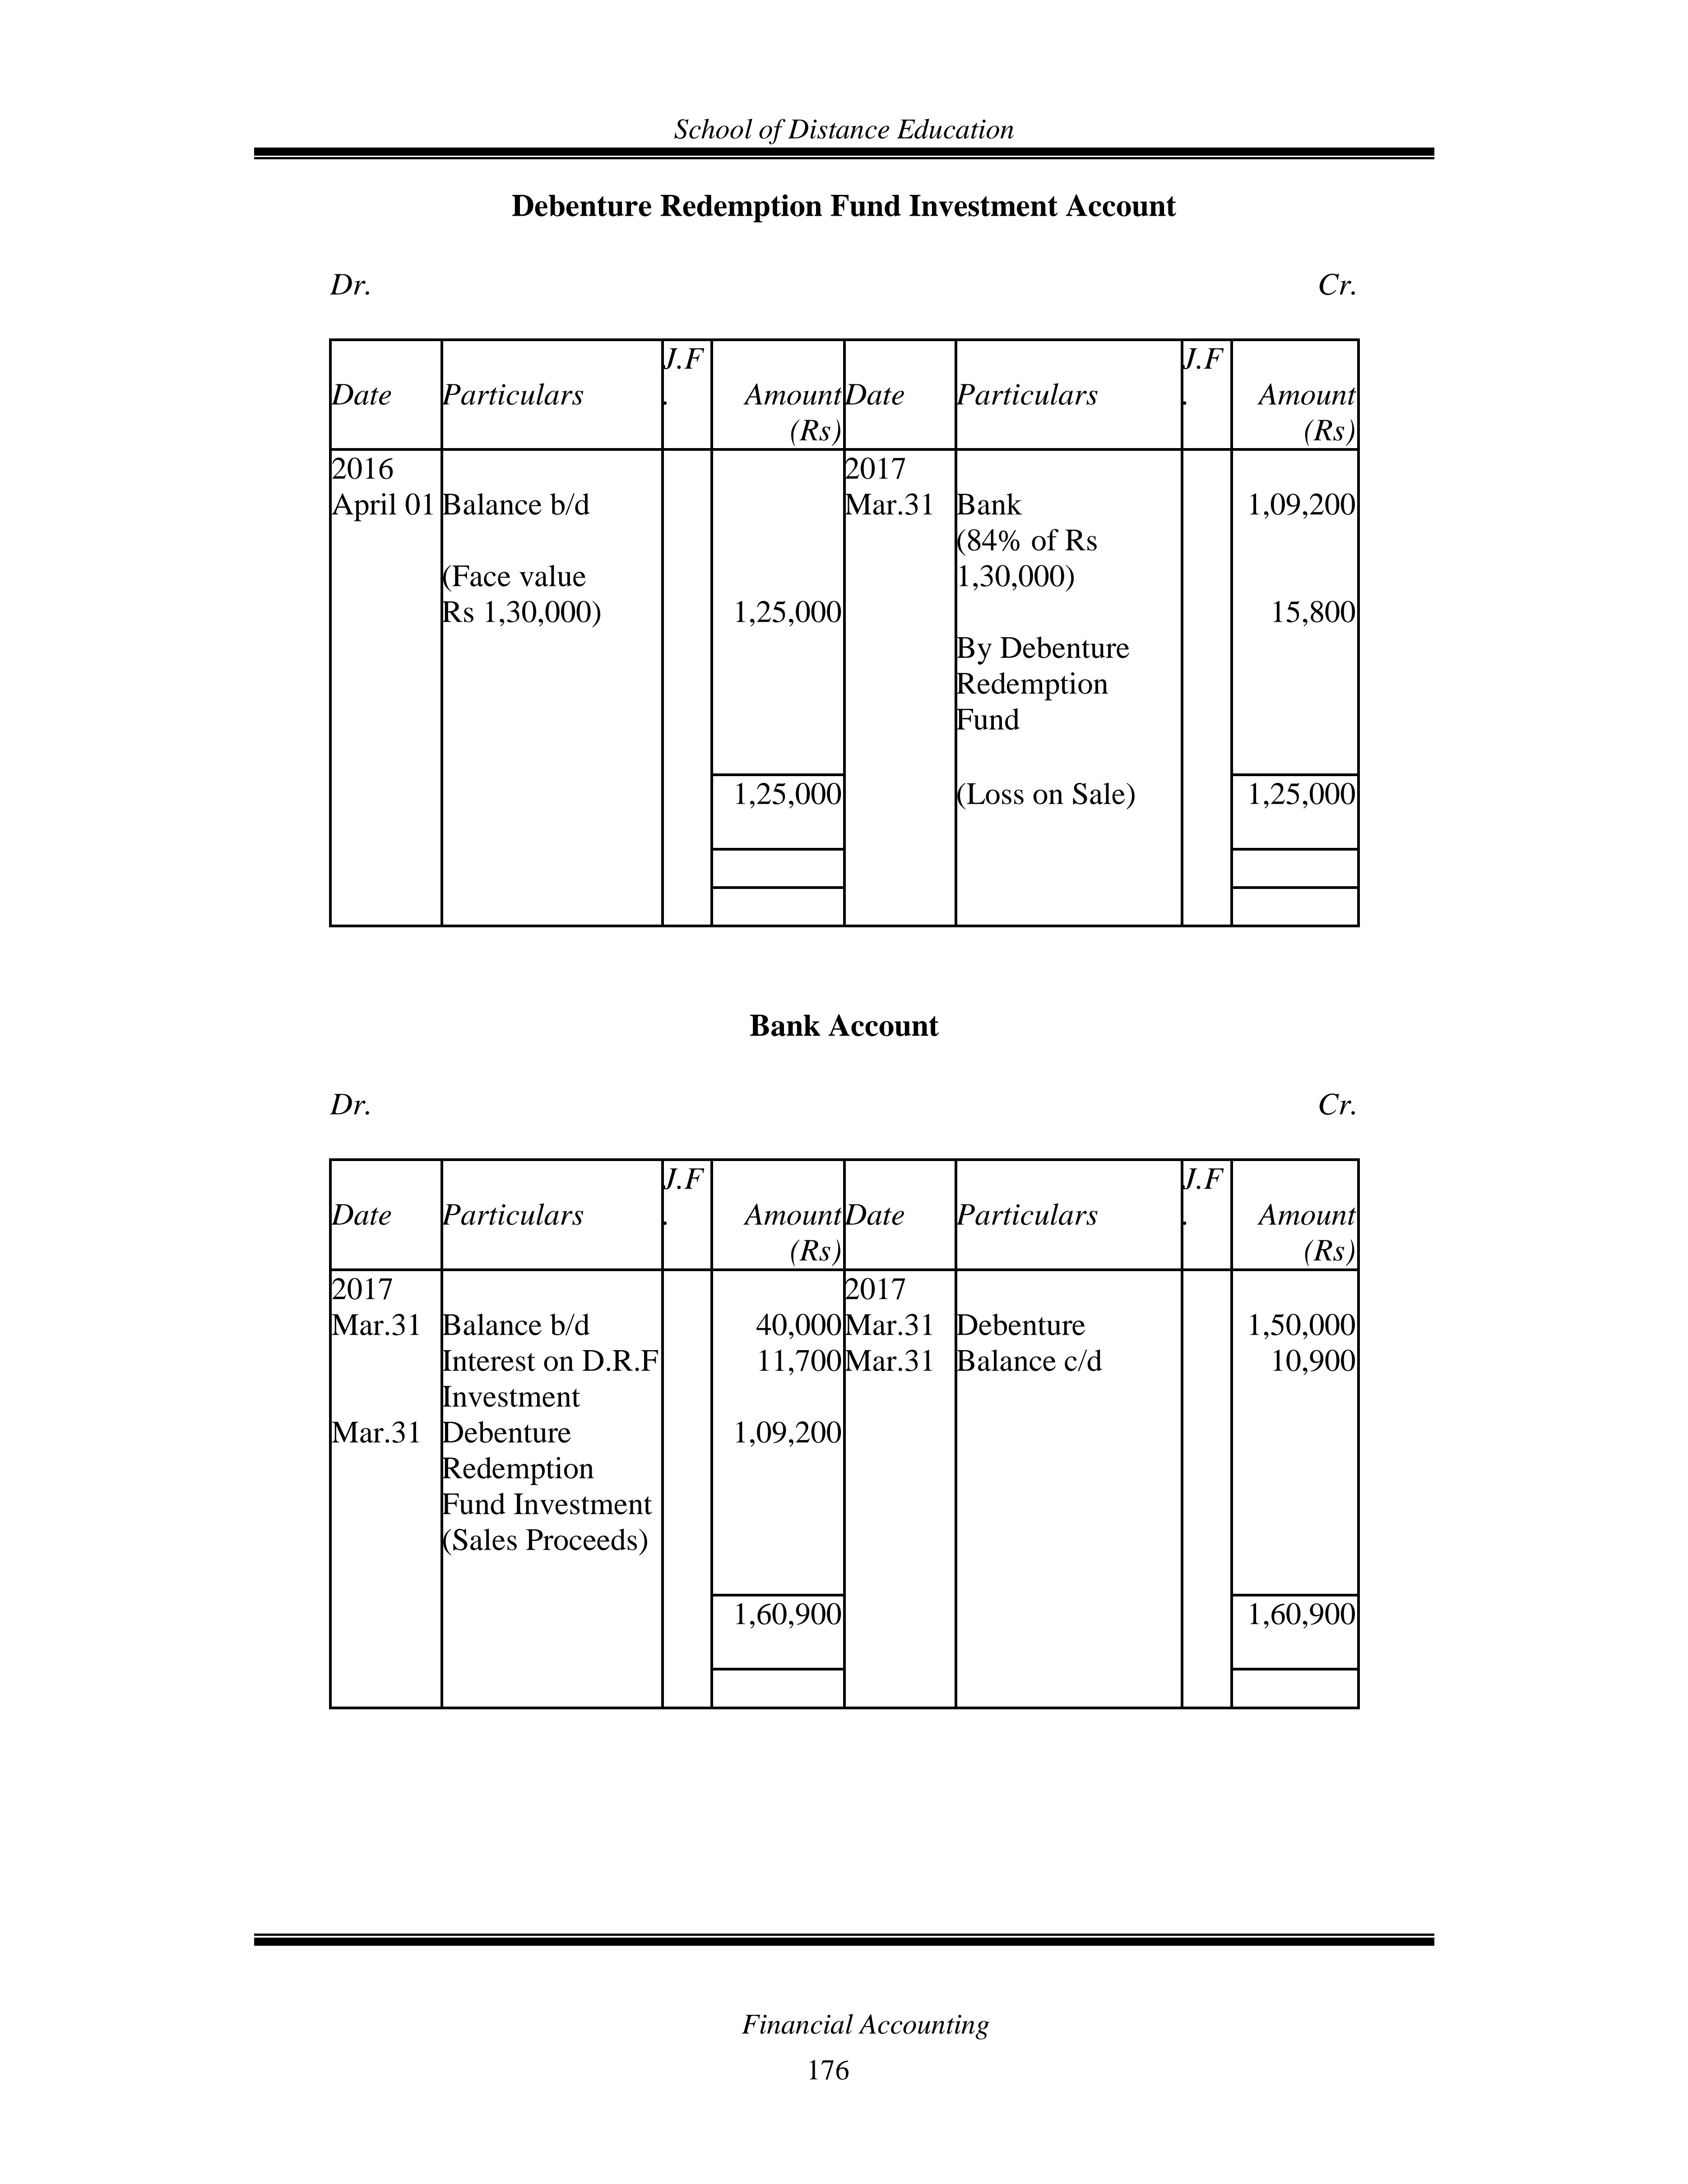 School of Distance Education
Debenture Redemption Fund Investment Account
Dr. Cr.
J.F J.F
Date Particulars . Amount Date Particulars . Amount
(Rs) (Rs)
2016 2017
April 01 Balance b/d Mar.31 Bank 1,09,200
(84% of Rs
(Face value 1,30,000)
Rs 1,30,000) 1,25,000 15,800
By Debenture
Redemption
Fund
1,25,000 (Loss on Sale) 1,25,000
Bank Account
Dr. Cr.
J.F J.F
Date Particulars . Amount Date Particulars . Amount
(Rs) (Rs)
2017 2017
Mar.31 Balance b/d 40,000 Mar.31 Debenture 1,50,000
Interest on D.R.F 11,700 Mar.31 Balance c/d 10,900
Investment
Mar.31 Debenture 1,09,200
Redemption
Fund Investment
(Sales Proceeds)
1,60,900 1,60,900
Financial Accounting
176